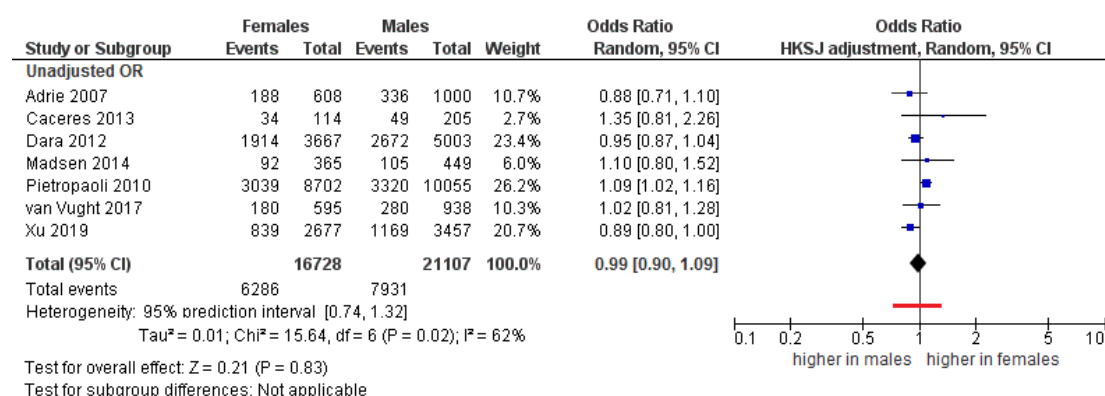 Females Males Odds Ratio Odds Ratio
Study or Subgroup Events Total Events Total Weight Random, 95% CI HKSJ adjustment, Random, 95% CI
Unadjusted OR
Adrie 2007 188 608 336 1000 10.7% 0.88 [0.71, 1.10]
Caceres 2013 34 114 49 205 2.7% 1.35 [0.81, 2.26]
Dara 2012 1914 3667 2672 5003 23.4% 0.95 [0.87, 1.04]
Madsen 2014 92 365 105 449 6.0% 1.10 [0.80, 1.52]
Pietropaoli 2010 3039 8702 3320 10055 26.2% 1.09 [1.02, 1.16]
van Vught 2017 180 595 280 938 10.3% 1.02 [0.81, 1.28]
Xu 2019 839 2677 1169 3457 20.7% 0.89 [0.80, 1.00]
Total (95% CI) 16728 21107 100.0% 0.99 [0.90, 1.09]
Total events 6286 7931
Heterogeneity: 95% prediction interval [0.74, 1.32]
Tau² = 0.01; Chi² = 15.64, df = 6 (P = 0.02); I² = 62%
0.1 0.2 0.5 1 2 5 10
higher in males higher in females
Test for overall effect: Z = 0.21 (P = 0.83)
Test for subgroup differences: Not applicable